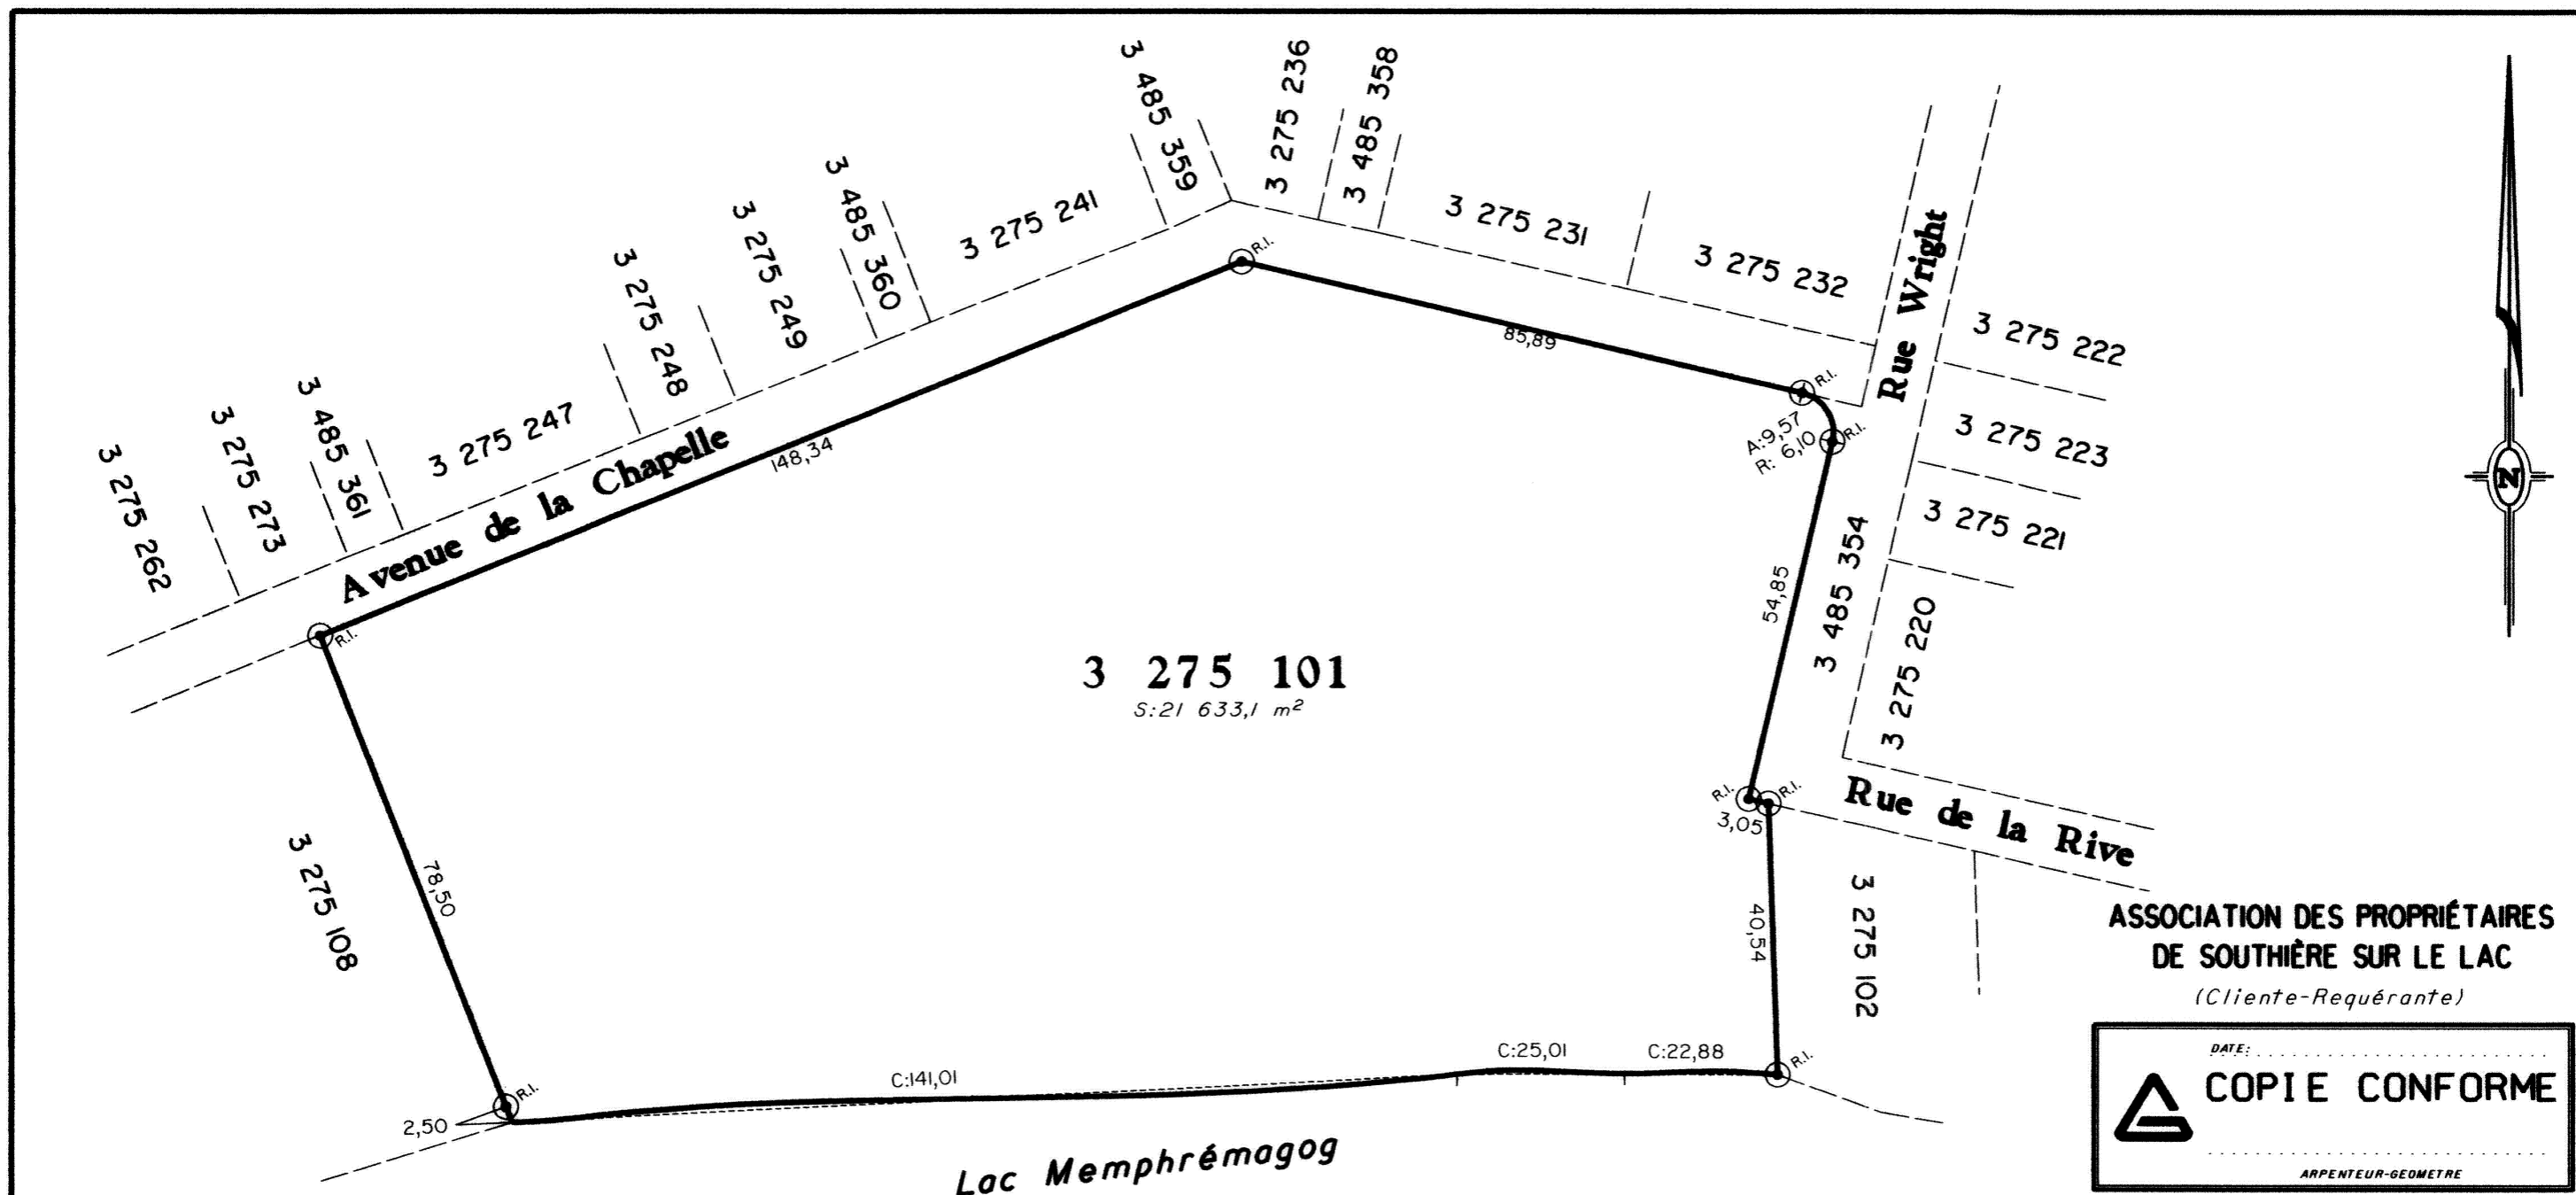 3 485 359
3 275 236
3 485 358
3 485 360
3 275 241
3 275 231
3 275 232
Rue Wright
3 275 249
3 275 248
3 275 222
3 485 361
3 275 247
3 275 273
3 275 262
Avenue de la Chapelle
148,34
85,89
R.I.
R.I.
A:9,57
R: 6,10
R.I.
3 275 223
3 275 221
N
R.I.
54,85
3 485 354
3 275 220
3 275 101
S:21 633,1 m²
R.I.
R.I.
3,05
Rue de la Rive
3 275 108
78,50
40,54
3 275 102
ASSOCIATION DES PROPRIÉTAIRES
DE SOUTHIÈRE SUR LE LAC
(Cliente-Requérante)
R.I.
2,50
C:141,01
C:25,01
C:22,88
R.I.
Lac Memphrémagog
DATE:
COPIE CONFORME
ARPENTEUR-GEOMETRE